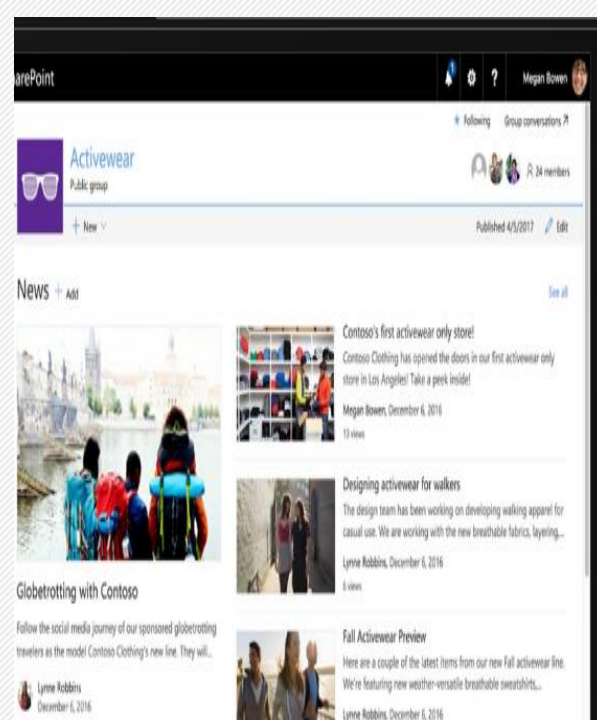 arePoint
1
?
Megan Bowen
Following
Group conversations
Activewear
Public group
24 members
+ New
Published 4/5/2017
Edit
News + Add
See all
Contoso's first activewear only store!
Contoso Clothing has opened the doors in our first activewear only
store in Los Angeles! Take a peek inside!
Megan Bowen, December 6, 2016
13 views
Designing activewear for walkers
The design team has been working on developing walking apparel for
casual use. We are working with the new breathable fabrics, layering,...
Lynne Robbins, December 6, 2016
6 views
Globetrotting with Contoso
Follow the social media journey of our sponsored globetrotting
travelers as the model Contoso Clothing's new line. They will...
Lynne Robbins
December 6, 2016
Fall Activewear Preview
Here are a couple of the latest items from our new Fall activewear line.
We're featuring new weather-versatile breathable sweatshirts,...
Lynne Robbins, December 6, 2016